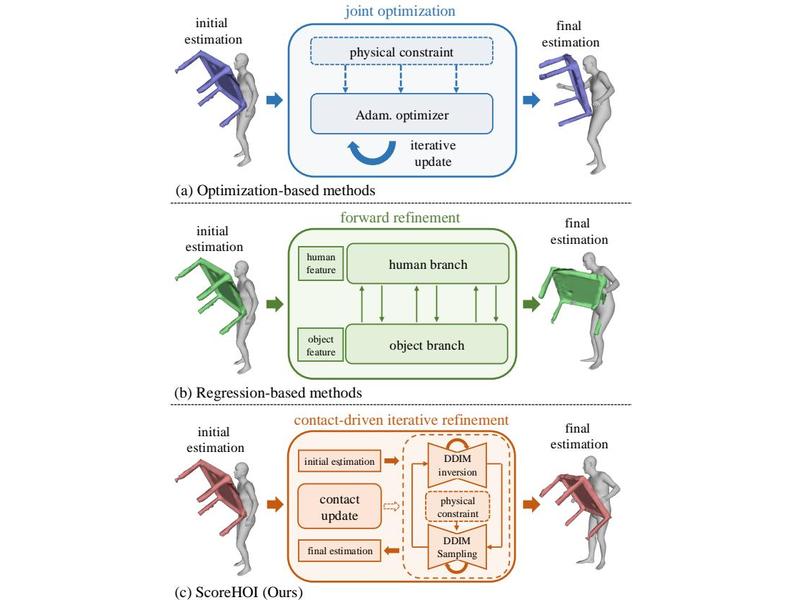 joint optimization
initial
estimation
physical constraint
Adam. optimizer
iterative
update
final
estimation
(a) Optimization-based methods
forward refinement
initial
estimation
human
feature
human branch
object
feature
object branch
final
estimation
(b) Regression-based methods
contact-driven iterative refinement
initial
estimation
initial estimation
contact
update
final estimation
DDIM
inversion
physical
constraint
DDIM
Sampling
final
estimation
(c) ScoreHOI (Ours)